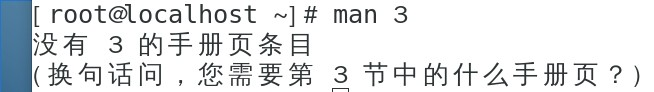 [root@localhost ~]# man 3
没有 3 的手册页条目
(换句话问，您需要第 3 节中的什么手册页？)